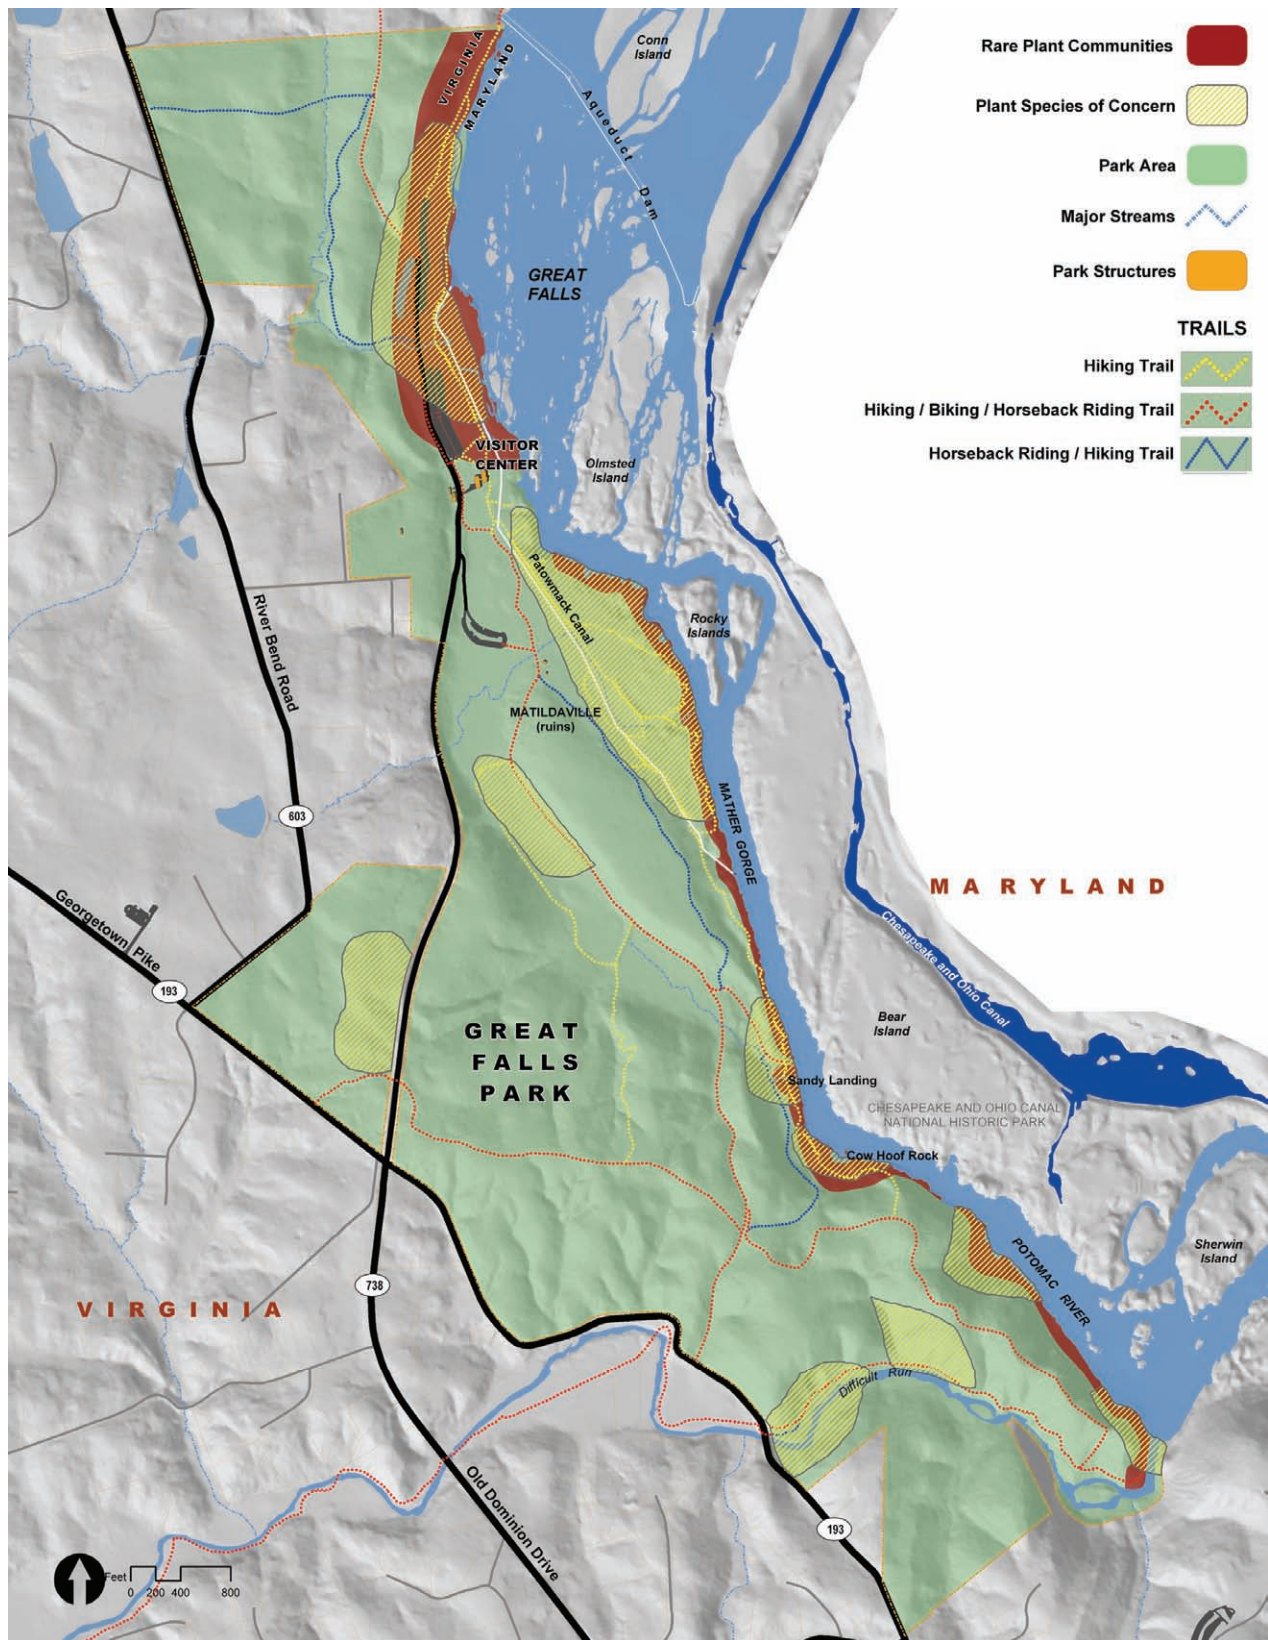 Conn
Island
Rare Plant Communities
VIRGINIA
MARYLAND
Aqueduct Dam
Plant Species of Concern
Park Area
Major Streams
GREAT
FALLS
Park Structures
TRAILS
Hiking Trail
Hiking / Biking / Horseback Riding Trail
Horseback Riding / Hiking Trail
VISITOR
CENTER
Olmsted
Island
Patowmack Canal
Rocky
Islands
River Bend Road
MATILDAVILLE
(ruins)
603
MATHER GORGE
MARYLAND
Georgetown Pike
193
Chesapeake and Ohio Canal
Bear
Island
GREAT
FALLS
PARK
Sandy Landing
CHESAPEAKE AND OHIO CANAL
NATIONAL HISTORIC PARK
Cow Hoof Rock
POTOMAC RIVER
Sherwin
Island
738
VIRGINIA
Difficult Run
Old Dominion Drive
193
Feet
0 200 400 800